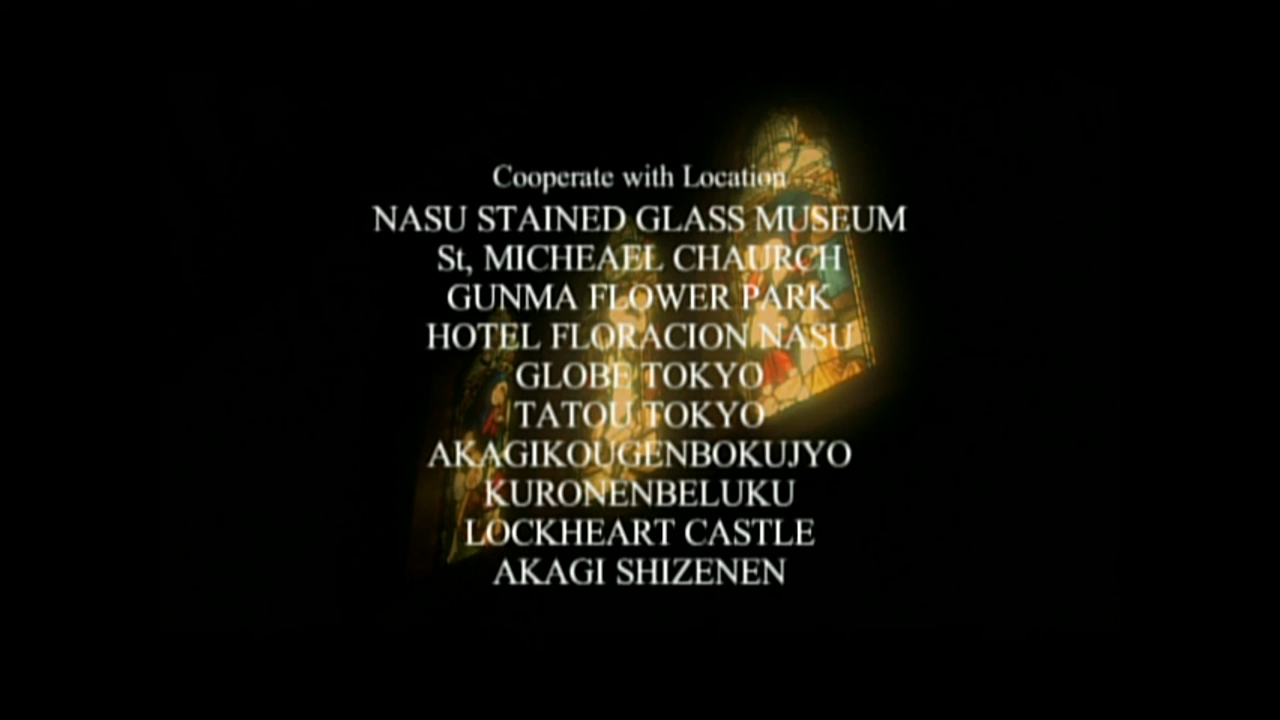 Cooperate with Location
NASU STAINED GLASS MUSEUM
St, MICHEAEL CHAURCH
GUNMA FLOWER PARK
HOTEL FLORACION NASU
GLOBE TOKYO
TATOU TOKYO
AKAGIKOUGENBOKUJYO
KURONENBELUKU
LOCKHEART CASTLE
AKAGI SHIZENEN